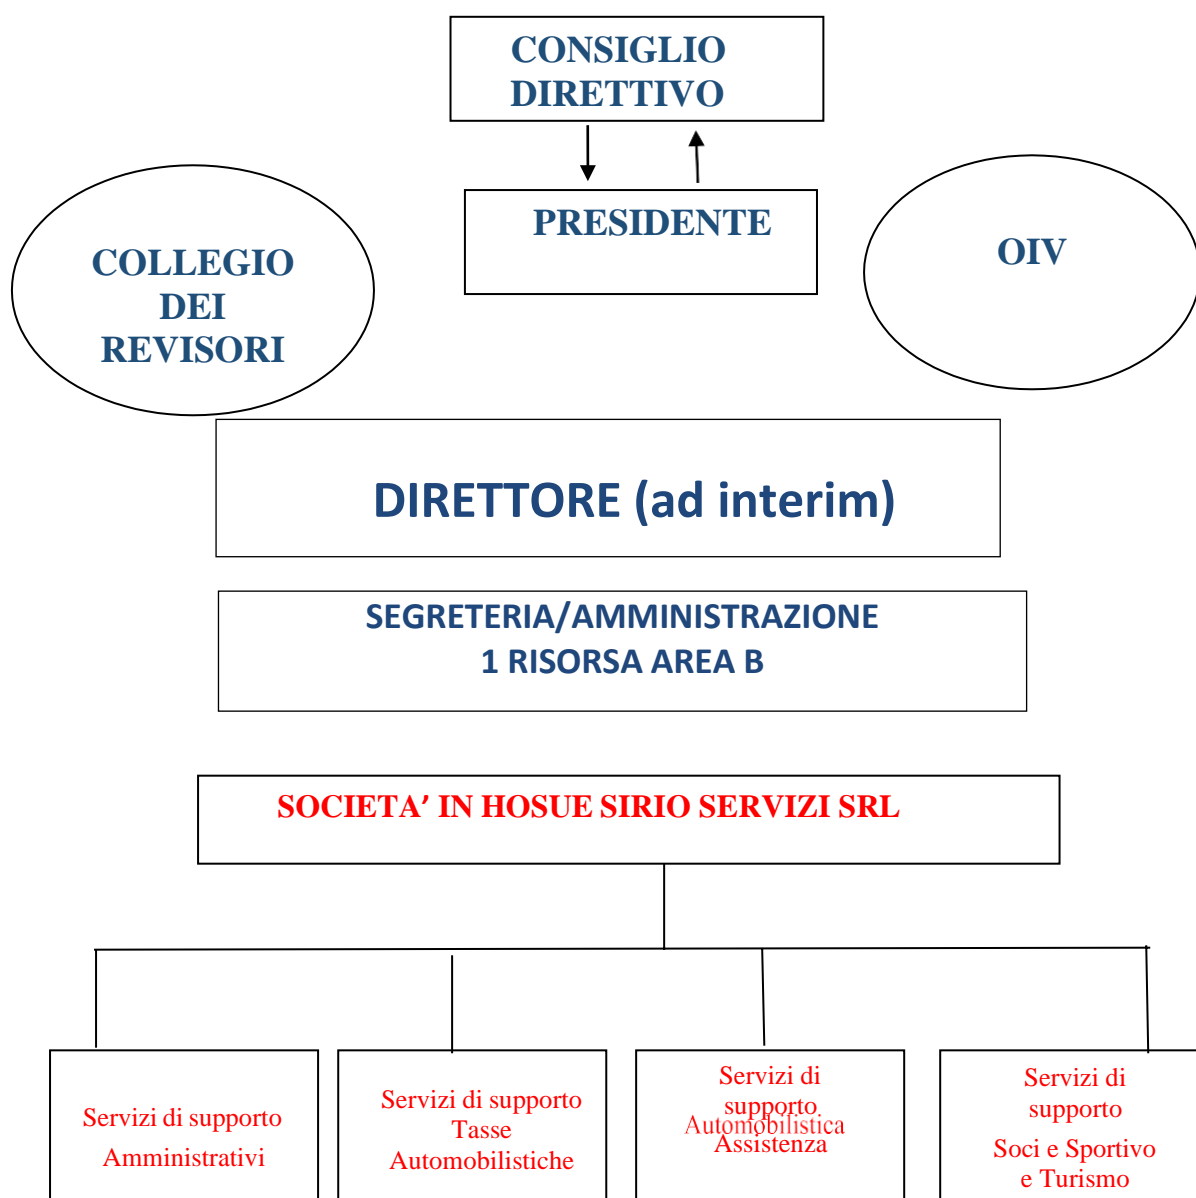 CONSIGLIO
DIRETTIVO
PRESIDENTE
COLLEGIO
DEI
REVISORI
OIV
DIRETTORE (ad interim)
SEGRETERIA/AMMINISTRAZIONE
1 RISORSA AREA B
SOCIETA' IN HOSUE SIRIO SERVIZI SRL
Servizi di supporto
Amministrativi
Servizi di supporto
Tasse
Automobilistiche
Servizi di
supporto
Automobilistica
Assistenza
Servizi di
supporto
Soci e Sportivo
e Turismo